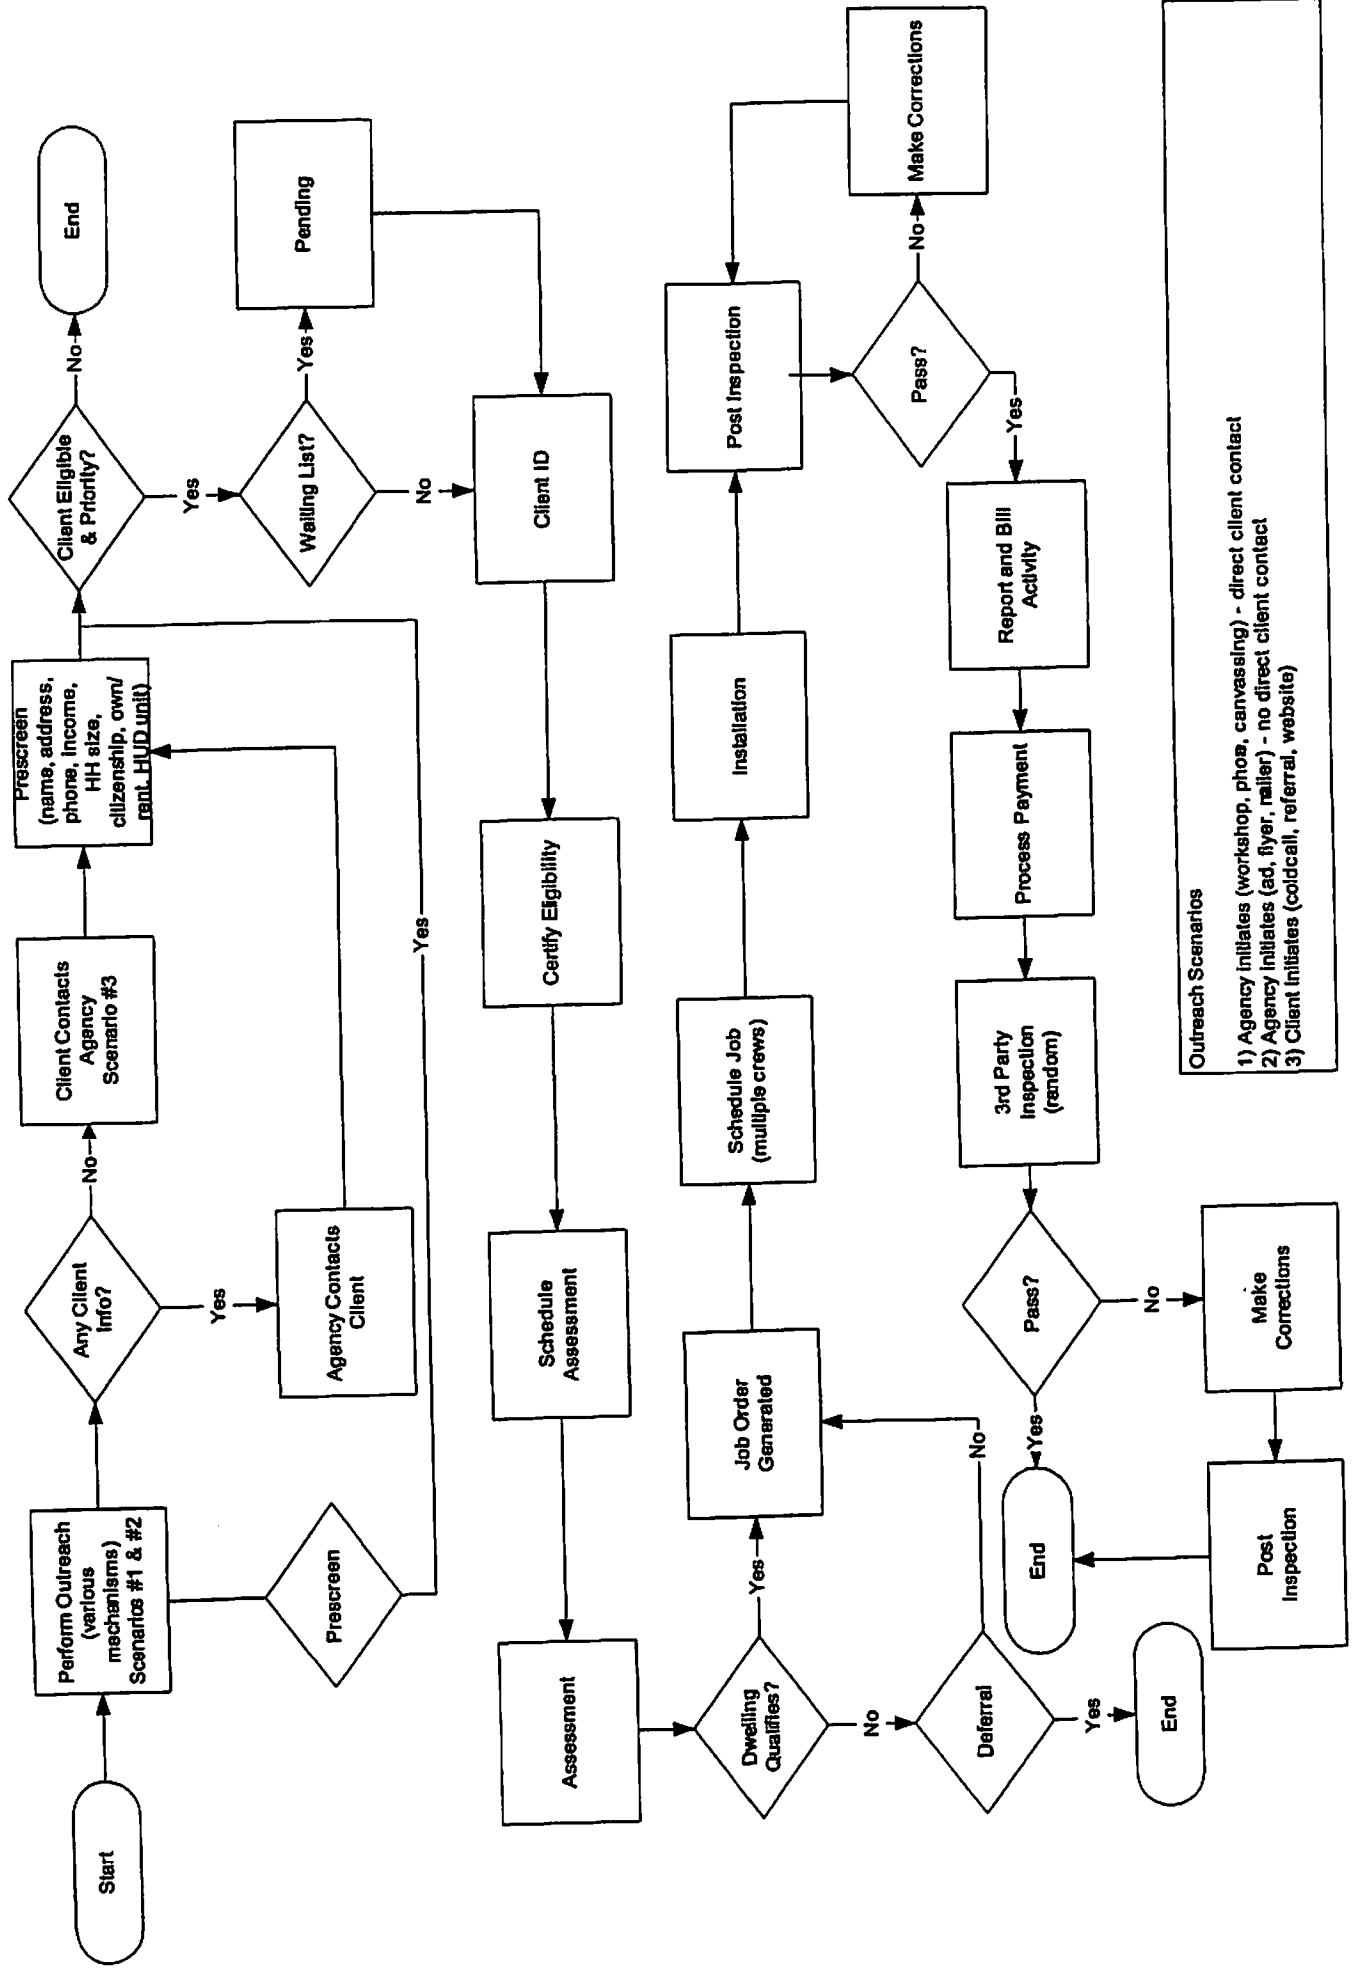 Start
Perform Outreach
(various
mechanisms)
Scenarios #1 & #2
Prescreen
Yes
Any Client
Info?
No
Yes
Agency Contacts
Client
Client Contacts
Agency
Scenario #3
Prescreen
(name, address,
phone, income,
HH size,
citizenship, own/
rent, HUD unit)
Client Eligible
& Priority?
No
End
Yes
Waiting List?
Yes
Pending
No
Client ID
Certify Eligibility
Schedule
Assessment
Assessment
Dwelling
Qualifies?
Yes
No
Deferral
No
Yes
End
Job Order
Generated
Schedule Job
(multiple crews)
Installation
Post Inspection
Pass?
No
Make Corrections
Yes
Report and Bill
Activity
Process Payment
3rd Party
Inspection
(random)
Pass?
Yes
End
No
Make
Corrections
Post
Inspection
Outreach Scenarios
1) Agency initiates (workshop, phoe, canvassing) - direct client contact
2) Agency initiates (ad, flyer, mailer) - no direct client contact
3) Client Initiates (coldcall, referral, website)